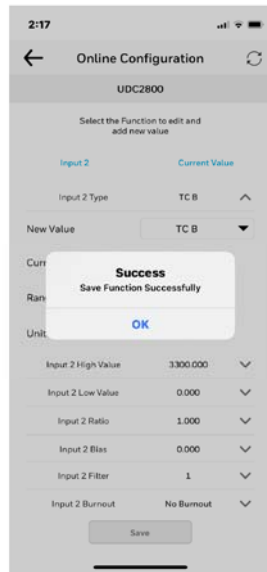 2:17
Online Configuration
UDC2800
Select the Function to edit and
add new value
Input 2 Current Value
Input 2 Type TC B
New Value TC B
Curr
Success
Save Function Successfully
Ran
OK
Unit
Input 2 High Value 3300.000
Input 2 Low Value 0.000
Input 2 Ratio 1.000
Input 2 Bias 0.000
Input 2 Filter 1
Input 2 Burnout No Burnout
Save